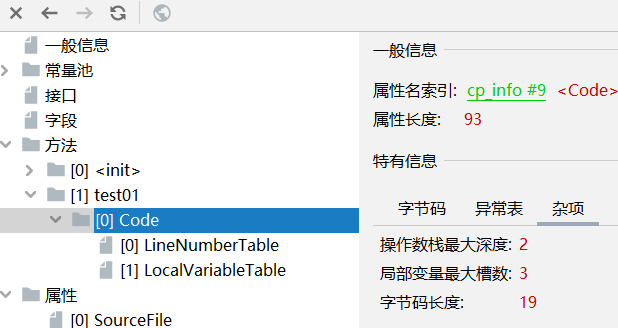 一般信息
常量池
接口
字段
方法
[0] <init>
[1] test01
[0] Code
[0] LineNumberTable
[1] LocalVariableTable
属性
[0] SourceFile
一般信息
属性名索引: cp_info #9 <Code>
属性长度: 93
特有信息
字节码 异常表 杂项
操作数栈最大深度: 2
局部变量最大槽数: 3
字节码长度: 19